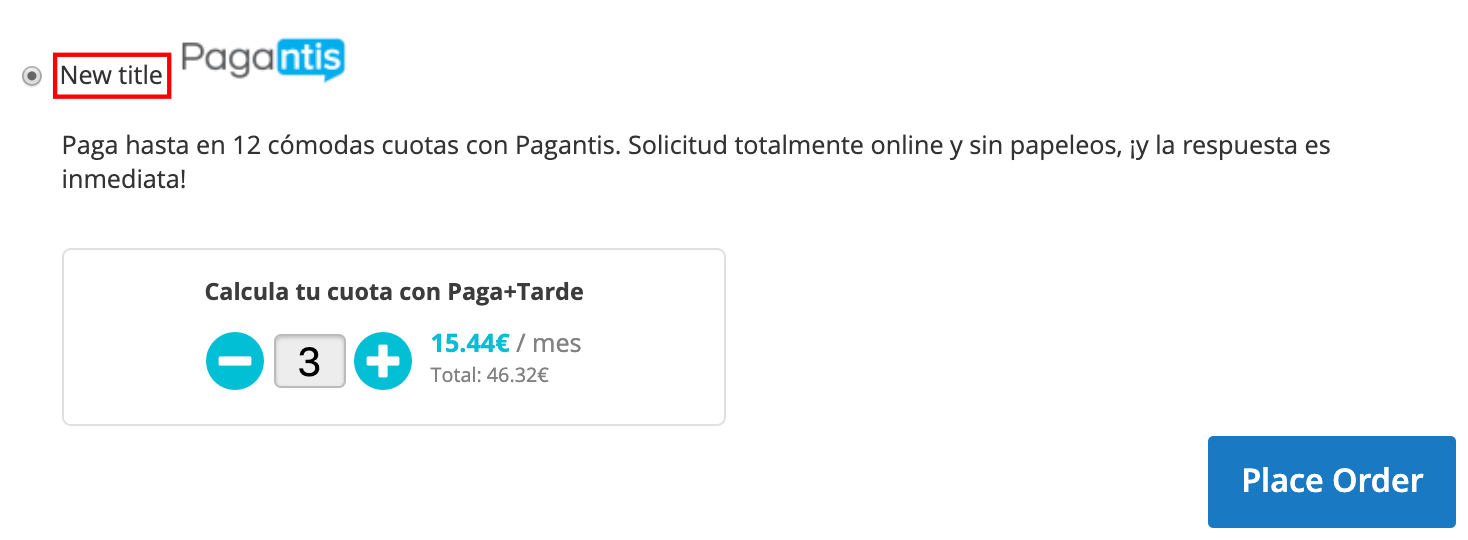 New title Pagantis
Paga hasta en 12 cómodas cuotas con Pagantis. Solicitud totalmente online y sin papeleos, ¡y la respuesta es
inmediata!
Calcula tu cuota con Paga+Tarde
3
15.44€ / mes
Total: 46.32€
Place Order